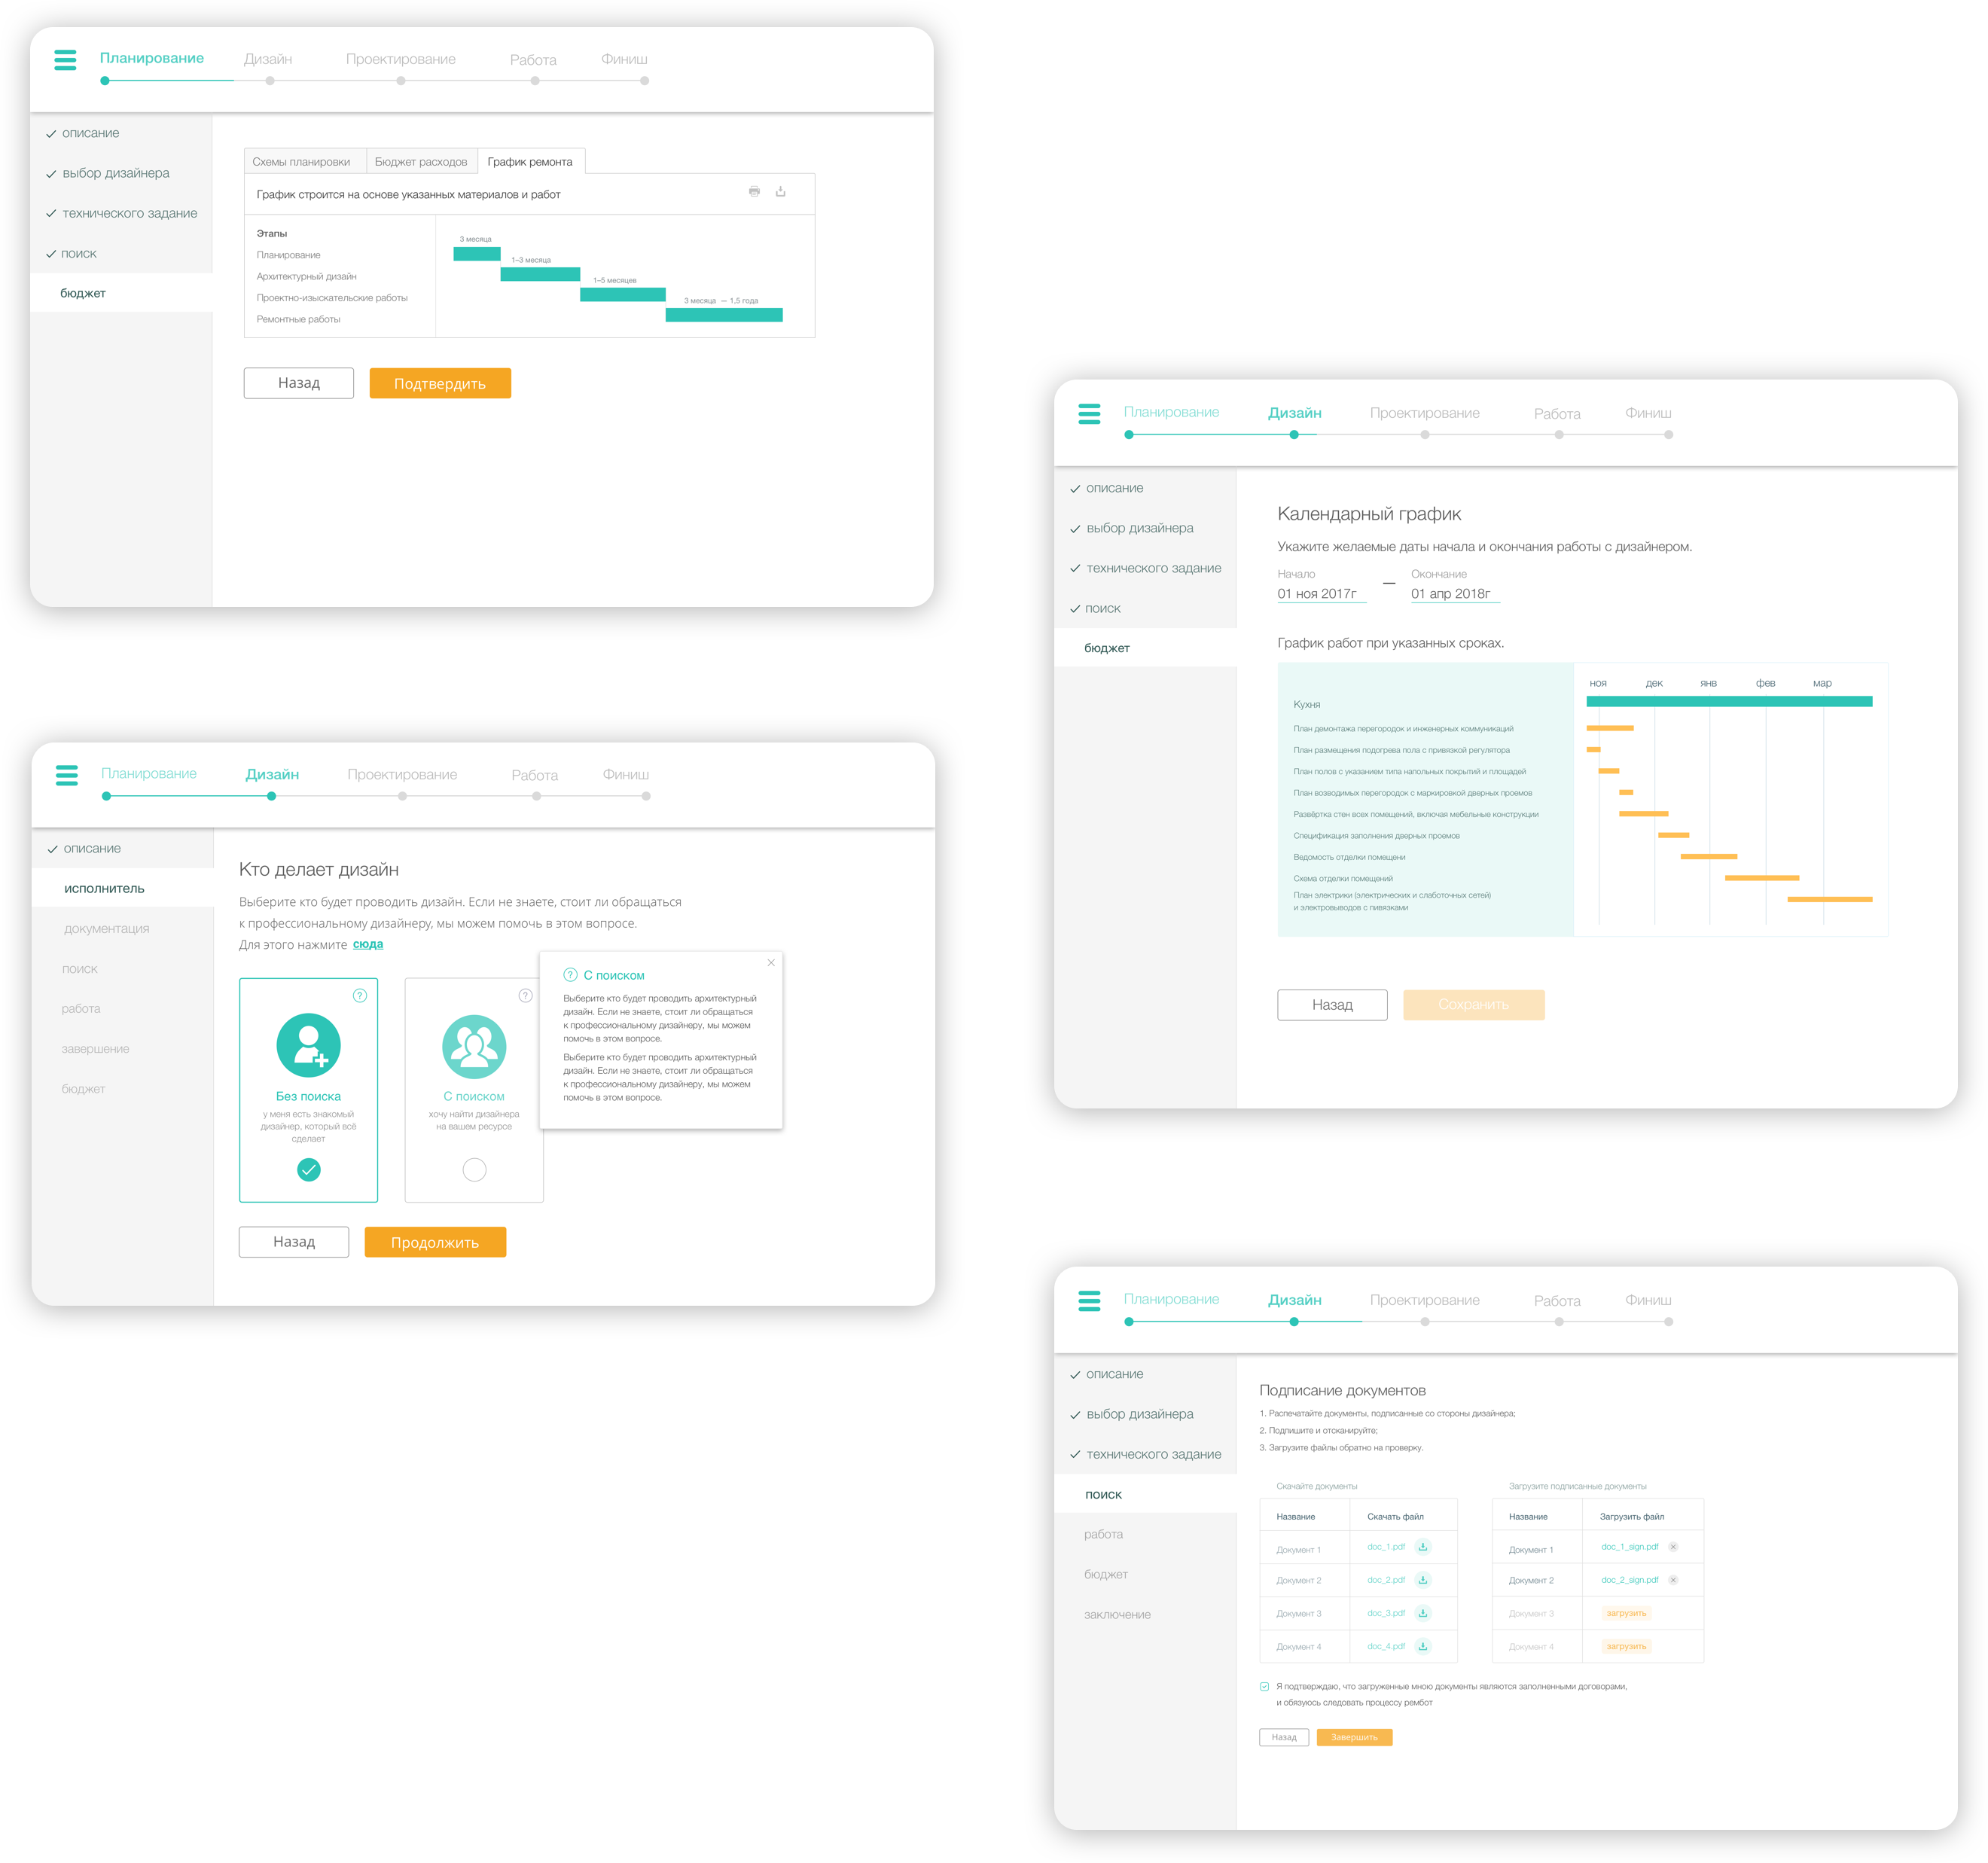 Планирование
Дизайн
Проектирование
Работа
Финиш
описание
выбор дизайнера
технического задание
поиск
бюджет
Схемы планировки
Бюджет расходов
График ремонта
График строится на основе указанных материалов и работ
Этапы
Планирование
Архитектурный дизайн
Проектно-изыскательские работы
Ремонтные работы
3 месяца
1–3 месяца
1–5 месяцев
3 месяца — 1,5 года
Назад
Подтвердить
Планирование
Дизайн
Проектирование
Работа
Финиш
описание
исполнитель
документация
поиск
работа
завершение
бюджет
Кто делает дизайн
Выберите кто будет проводить дизайн. Если не знаете, стоит ли обращаться
к профессиональному дизайнеру, мы можем помочь в этом вопросе.
Для этого нажмите сюда
?
Без поиска
у меня есть знакомый
дизайнер, который всё
сделает
?
С поиском
хочу найти дизайнера
на вашем ресурсе
? С поиском
Выберите кто будет проводить архитектурный
дизайн. Если не знаете, стоит ли обращаться
к профессиональному дизайнеру, мы можем
помочь в этом вопросе.
Выберите кто будет проводить архитектурный
дизайн. Если не знаете, стоит ли обращаться
к профессиональному дизайнеру, мы можем
помочь в этом вопросе.
Назад
Продолжить
Планирование
Дизайн
Проектирование
Работа
Финиш
описание
выбор дизайнера
технического задание
поиск
бюджет
Календарный график
Укажите желаемые даты начала и окончания работы с дизайнером.
Начало
01 ноя 2017г
—
Окончание
01 апр 2018г
График работ при указанных сроках.
ноя
дек
янв
фев
мар
Кухня
План демонтажа перегородок и инженерных коммуникаций
План размещения подогрева пола с привязкой регулятора
План полов с указанием типа напольных покрытий и площадей
План возводимых перегородок с маркировкой дверных проемов
Развёртка стен всех помещений, включая мебельные конструкции
Спецификация заполнения дверных проемов
Ведомость отделки помещени
Схема отделки помещений
План электрики (электрических и слаботочных сетей)
и электровыводов с пивязками
Назад
Сохранить
Планирование
Дизайн
Проектирование
Работа
Финиш
описание
выбор дизайнера
технического задание
поиск
работа
бюджет
заключение
Подписание документов
1. Распечатайте документы, подписанные со стороны дизайнера;
2. Подпишите и отсканируйте;
3. Загрузите файлы обратно на проверку.
Скачайте документы
Название
Скачать файл
Документ 1
doc_1.pdf
Документ 2
doc_2.pdf
Документ 3
doc_3.pdf
Документ 4
doc_4.pdf
Загрузите подписанные документы
Название
Загрузить файл
Документ 1
doc_1_sign.pdf
Документ 2
doc_2_sign.pdf
Документ 3
загрузить
Документ 4
загрузить
Я подтверждаю, что загруженные мною документы являются заполненными договорами,
и обязуюсь следовать процессу рембот
Назад
Завершить